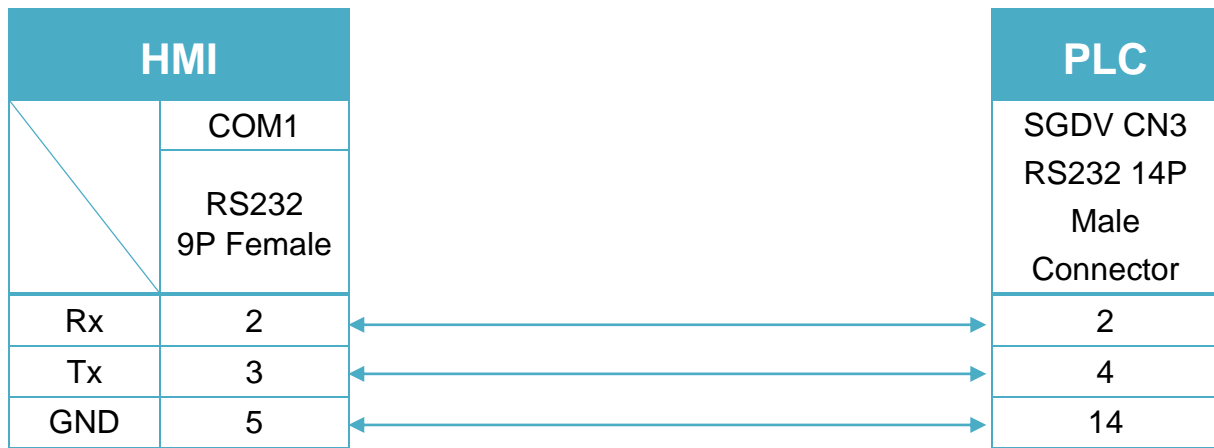 HMI
PLC
COM1
RS232
9P Female
SGDV CN3
RS232 14P
Male
Connector
Rx 2 2
Tx 3 4
GND 5 14